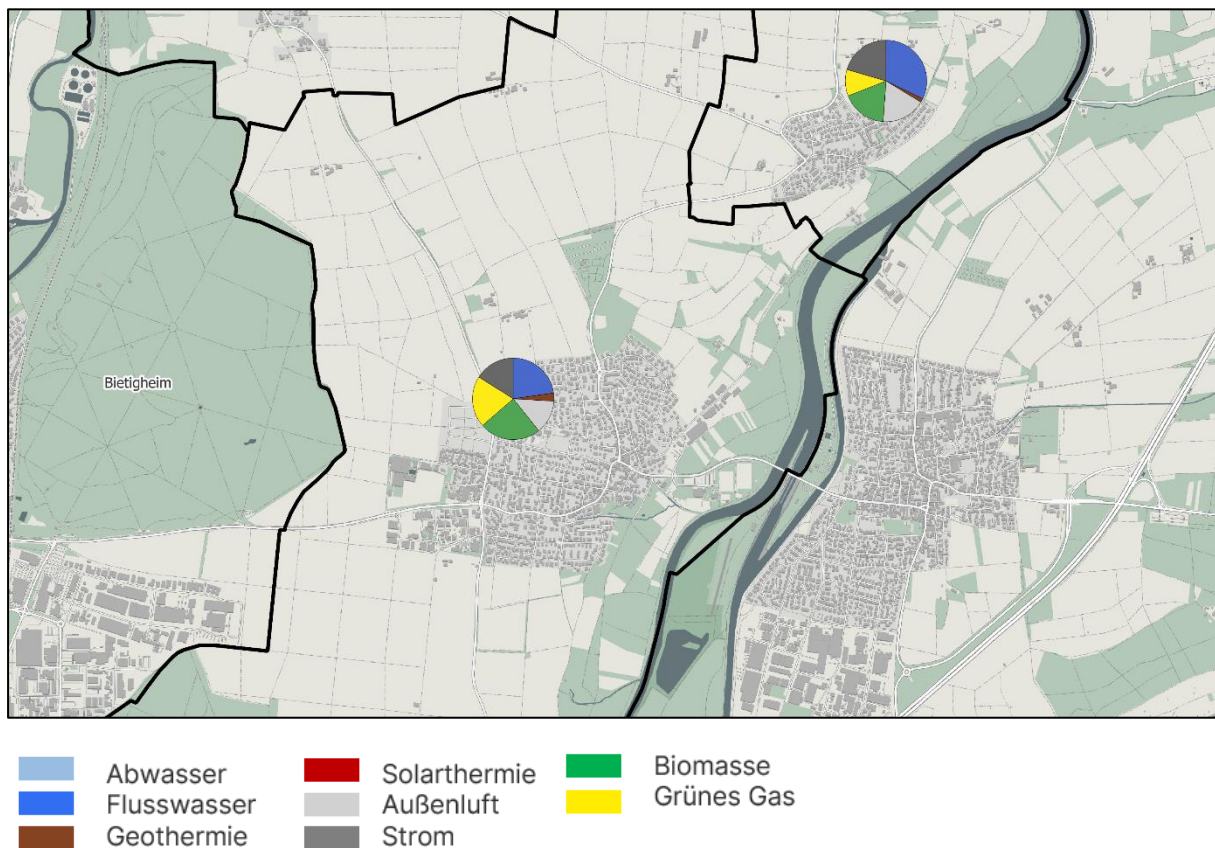 Bietigheim
Abwasser
Flusswasser
Geothermie
Solarthermie
Außenluft
Strom
Biomasse
Grünes Gas